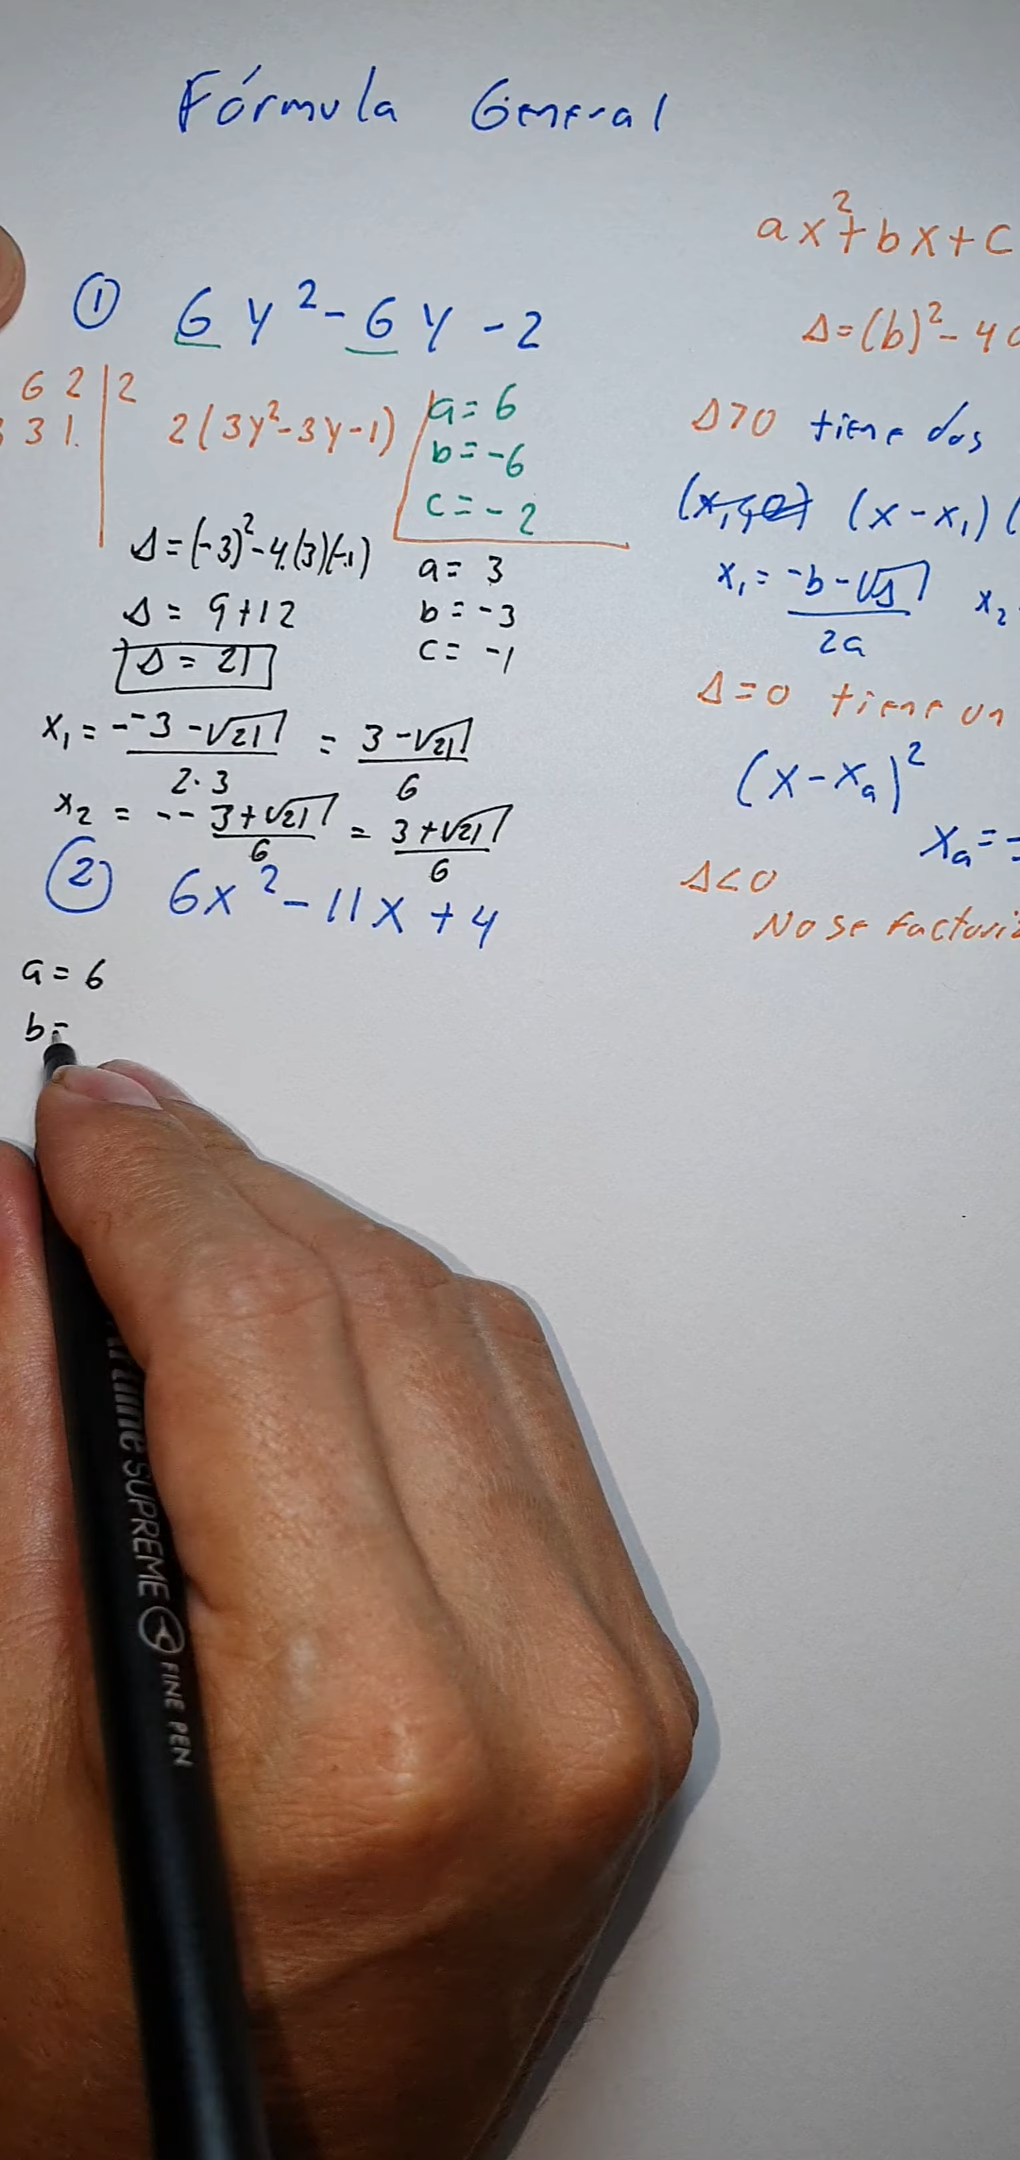 Fórmula General
ax²+bx+C
① 6y²-6y-2
Δ=(b)²-4
6 2 | 2
3 1. |
2(3y²-3y-1)
a=6
b=-6
c=-2
Δ>0 tiene dos
(x-x₁)(
Δ=(-3)²-4.(3)(-1)
a= 3
x₁= -b-√Δ / 2a
x₂
Δ= 9+12
b= -3
Δ= 21
c= -1
Δ=0 tiene un
x₁= --3-√21 / 2·3 = 3-√21 / 6
(x-xₐ)²
x₂ = -- 3+√21 / 6 = 3+√21 / 6
xₐ=-
② 6x²-11x+4
Δ<0
No se factoriz
a=6
b=
SUPREME FINE PEN